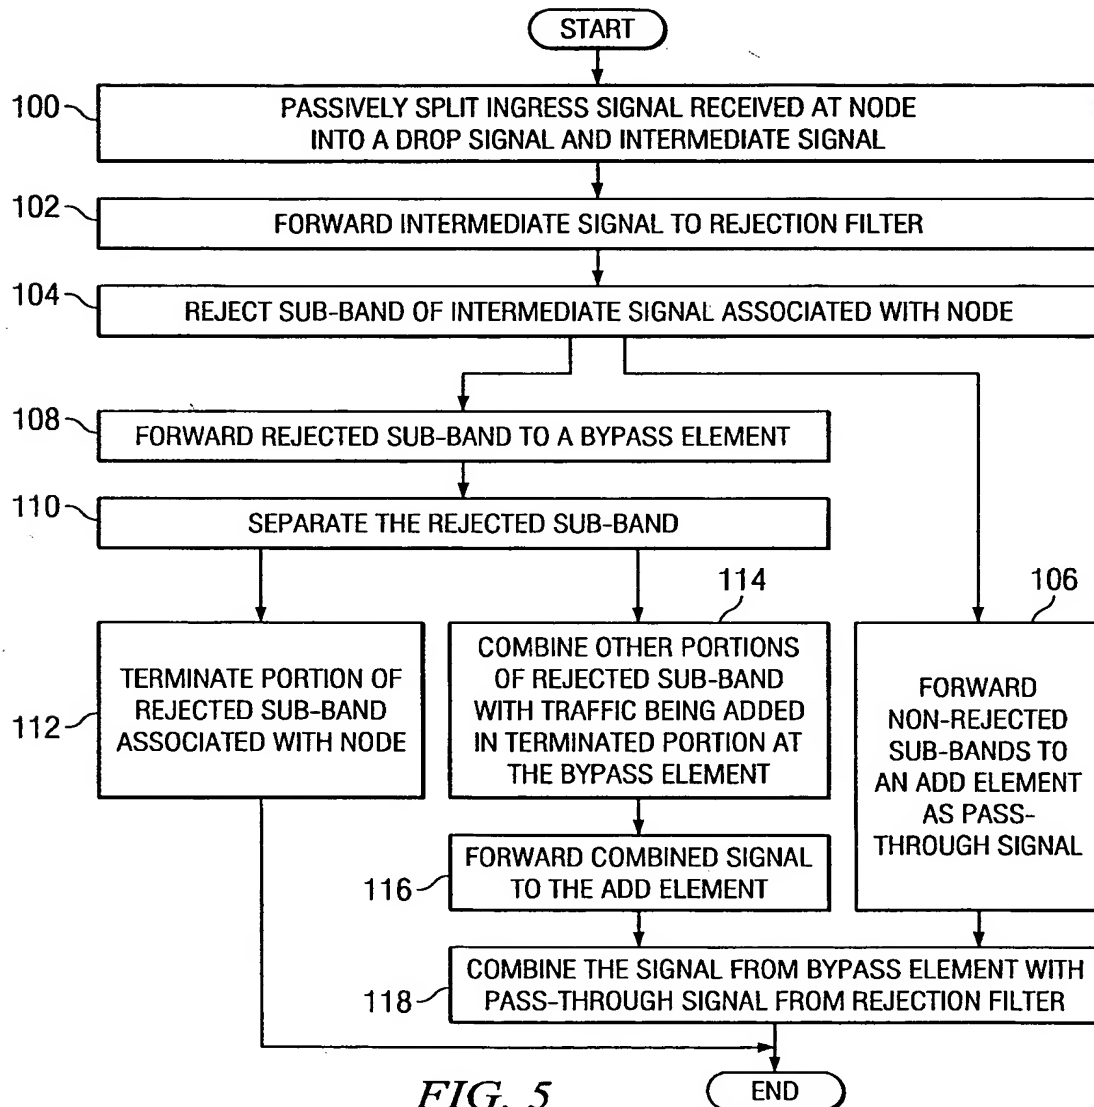 START
100
PASSIVELY SPLIT INGRESS SIGNAL RECEIVED AT NODE
INTO A DROP SIGNAL AND INTERMEDIATE SIGNAL
102
FORWARD INTERMEDIATE SIGNAL TO REJECTION FILTER
104
REJECT SUB-BAND OF INTERMEDIATE SIGNAL ASSOCIATED WITH NODE
108
FORWARD REJECTED SUB-BAND TO A BYPASS ELEMENT
110
SEPARATE THE REJECTED SUB-BAND
112
TERMINATE PORTION OF
REJECTED SUB-BAND
ASSOCIATED WITH NODE
114
COMBINE OTHER PORTIONS
OF REJECTED SUB-BAND
WITH TRAFFIC BEING ADDED
IN TERMINATED PORTION AT
THE BYPASS ELEMENT
106
FORWARD
NON-REJECTED
SUB-BANDS TO
AN ADD ELEMENT
AS PASS-
THROUGH SIGNAL
116
FORWARD COMBINED SIGNAL
TO THE ADD ELEMENT
118
COMBINE THE SIGNAL FROM BYPASS ELEMENT WITH
PASS-THROUGH SIGNAL FROM REJECTION FILTER
END
FIG. 5